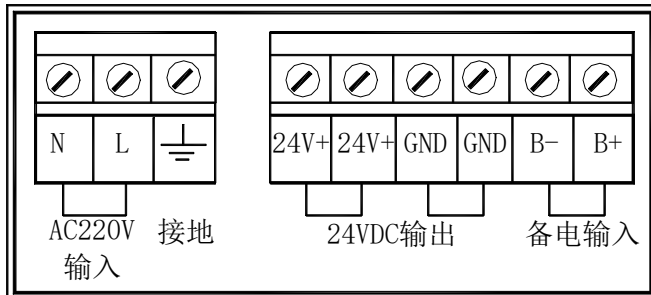 N L 24V+ 24V+ GND GND B- B+
AC220V 接地 24VDC输出 备电输入
输入